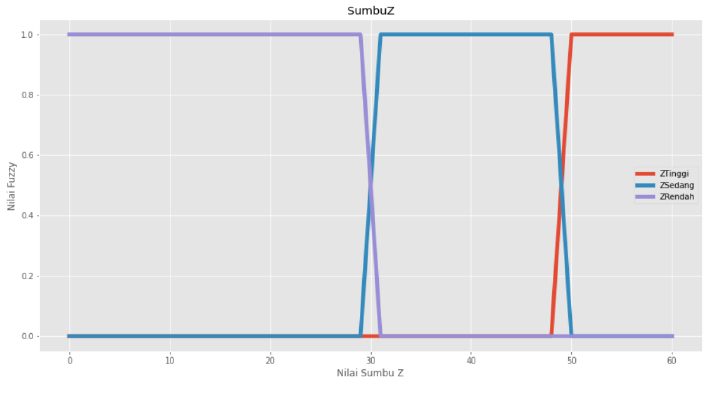 SumbuZ
1.0
0.8
0.6
0.4
0.2
0.0
Nilai Fuzzy
ZTinggi
ZSedang
ZRendah
0 10 20 30 40 50 60
Nilai Sumbu Z